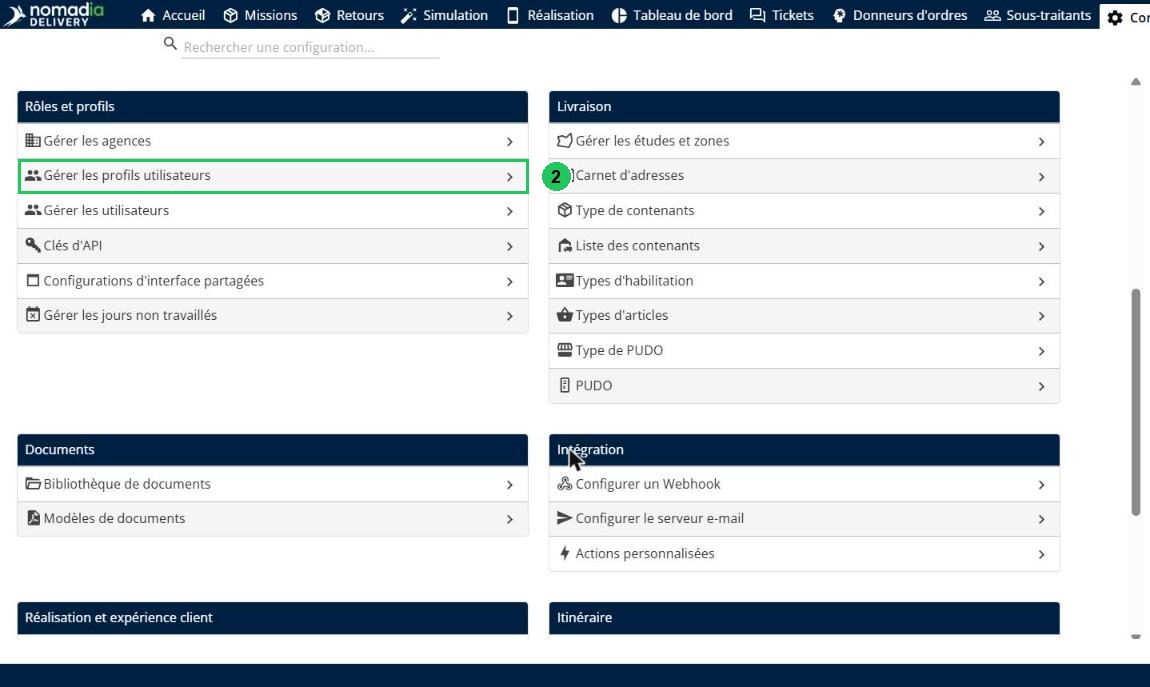 nomadia
DELIVERY
Accueil
Missions
Retours
Simulation
Réalisation
Tableau de bord
Tickets
Donneurs d'ordres
Sous-traitants
Rechercher une configuration...
Rôles et profils
Gérer les agences
Gérer les profils utilisateurs
Gérer les utilisateurs
Clés d'API
Configurations d'interface partagées
Gérer les jours non travaillés
Livraison
Gérer les études et zones
2
Carnet d'adresses
Type de contenants
Liste des contenants
Types d'habilitation
Types d'articles
Type de PUDO
PUDO
Documents
Bibliothèque de documents
Modèles de documents
Intégration
Configurer un Webhook
Configurer le serveur e-mail
Actions personnalisées
Réalisation et expérience client
Itinéraire